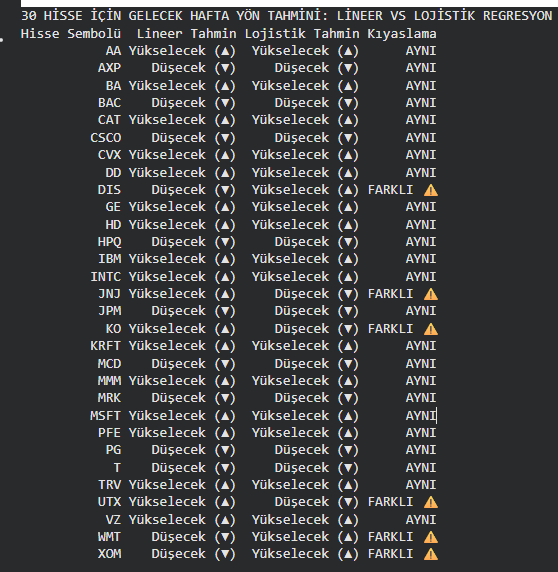 30 HİSSE İÇİN GELECEK HAFTA YÖN TAHMİNİ: LİNEER VS LOJİSTİK REGRESYON
Hisse Sembolü Lineer Tahmin Lojistik Tahmin Kıyaslama
AA Yükselecek (▲) Yükselecek (▲) AYNI
AXP Düşecek (▼) Düşecek (▼) AYNI
BA Yükselecek (▲) Yükselecek (▲) AYNI
BAC Düşecek (▼) Düşecek (▼) AYNI
CAT Yükselecek (▲) Yükselecek (▲) AYNI
CSCO Düşecek (▼) Düşecek (▼) AYNI
CVX Yükselecek (▲) Yükselecek (▲) AYNI
DD Yükselecek (▲) Yükselecek (▲) AYNI
DIS Düşecek (▼) Yükselecek (▲) FARKLI ⚠️
GE Yükselecek (▲) Yükselecek (▲) AYNI
HD Yükselecek (▲) Yükselecek (▲) AYNI
HPQ Düşecek (▼) Düşecek (▼) AYNI
IBM Yükselecek (▲) Yükselecek (▲) AYNI
INTC Yükselecek (▲) Yükselecek (▲) AYNI
JNJ Yükselecek (▲) Düşecek (▼) FARKLI ⚠️
JPM Düşecek (▼) Düşecek (▼) AYNI
KO Yükselecek (▲) Düşecek (▼) FARKLI ⚠️
KRFT Yükselecek (▲) Yükselecek (▲) AYNI
MCD Düşecek (▼) Düşecek (▼) AYNI
MMM Yükselecek (▲) Yükselecek (▲) AYNI
MRK Düşecek (▼) Düşecek (▼) AYNI
MSFT Yükselecek (▲) Yükselecek (▲) AYNI
PFE Yükselecek (▲) Yükselecek (▲) AYNI
PG Düşecek (▼) Düşecek (▼) AYNI
T Düşecek (▼) Düşecek (▼) AYNI
TRV Yükselecek (▲) Yükselecek (▲) AYNI
UTX Yükselecek (▲) Düşecek (▼) FARKLI ⚠️
VZ Yükselecek (▲) Yükselecek (▲) AYNI
WMT Düşecek (▼) Yükselecek (▲) FARKLI ⚠️
XOM Düşecek (▼) Yükselecek (▲) FARKLI ⚠️